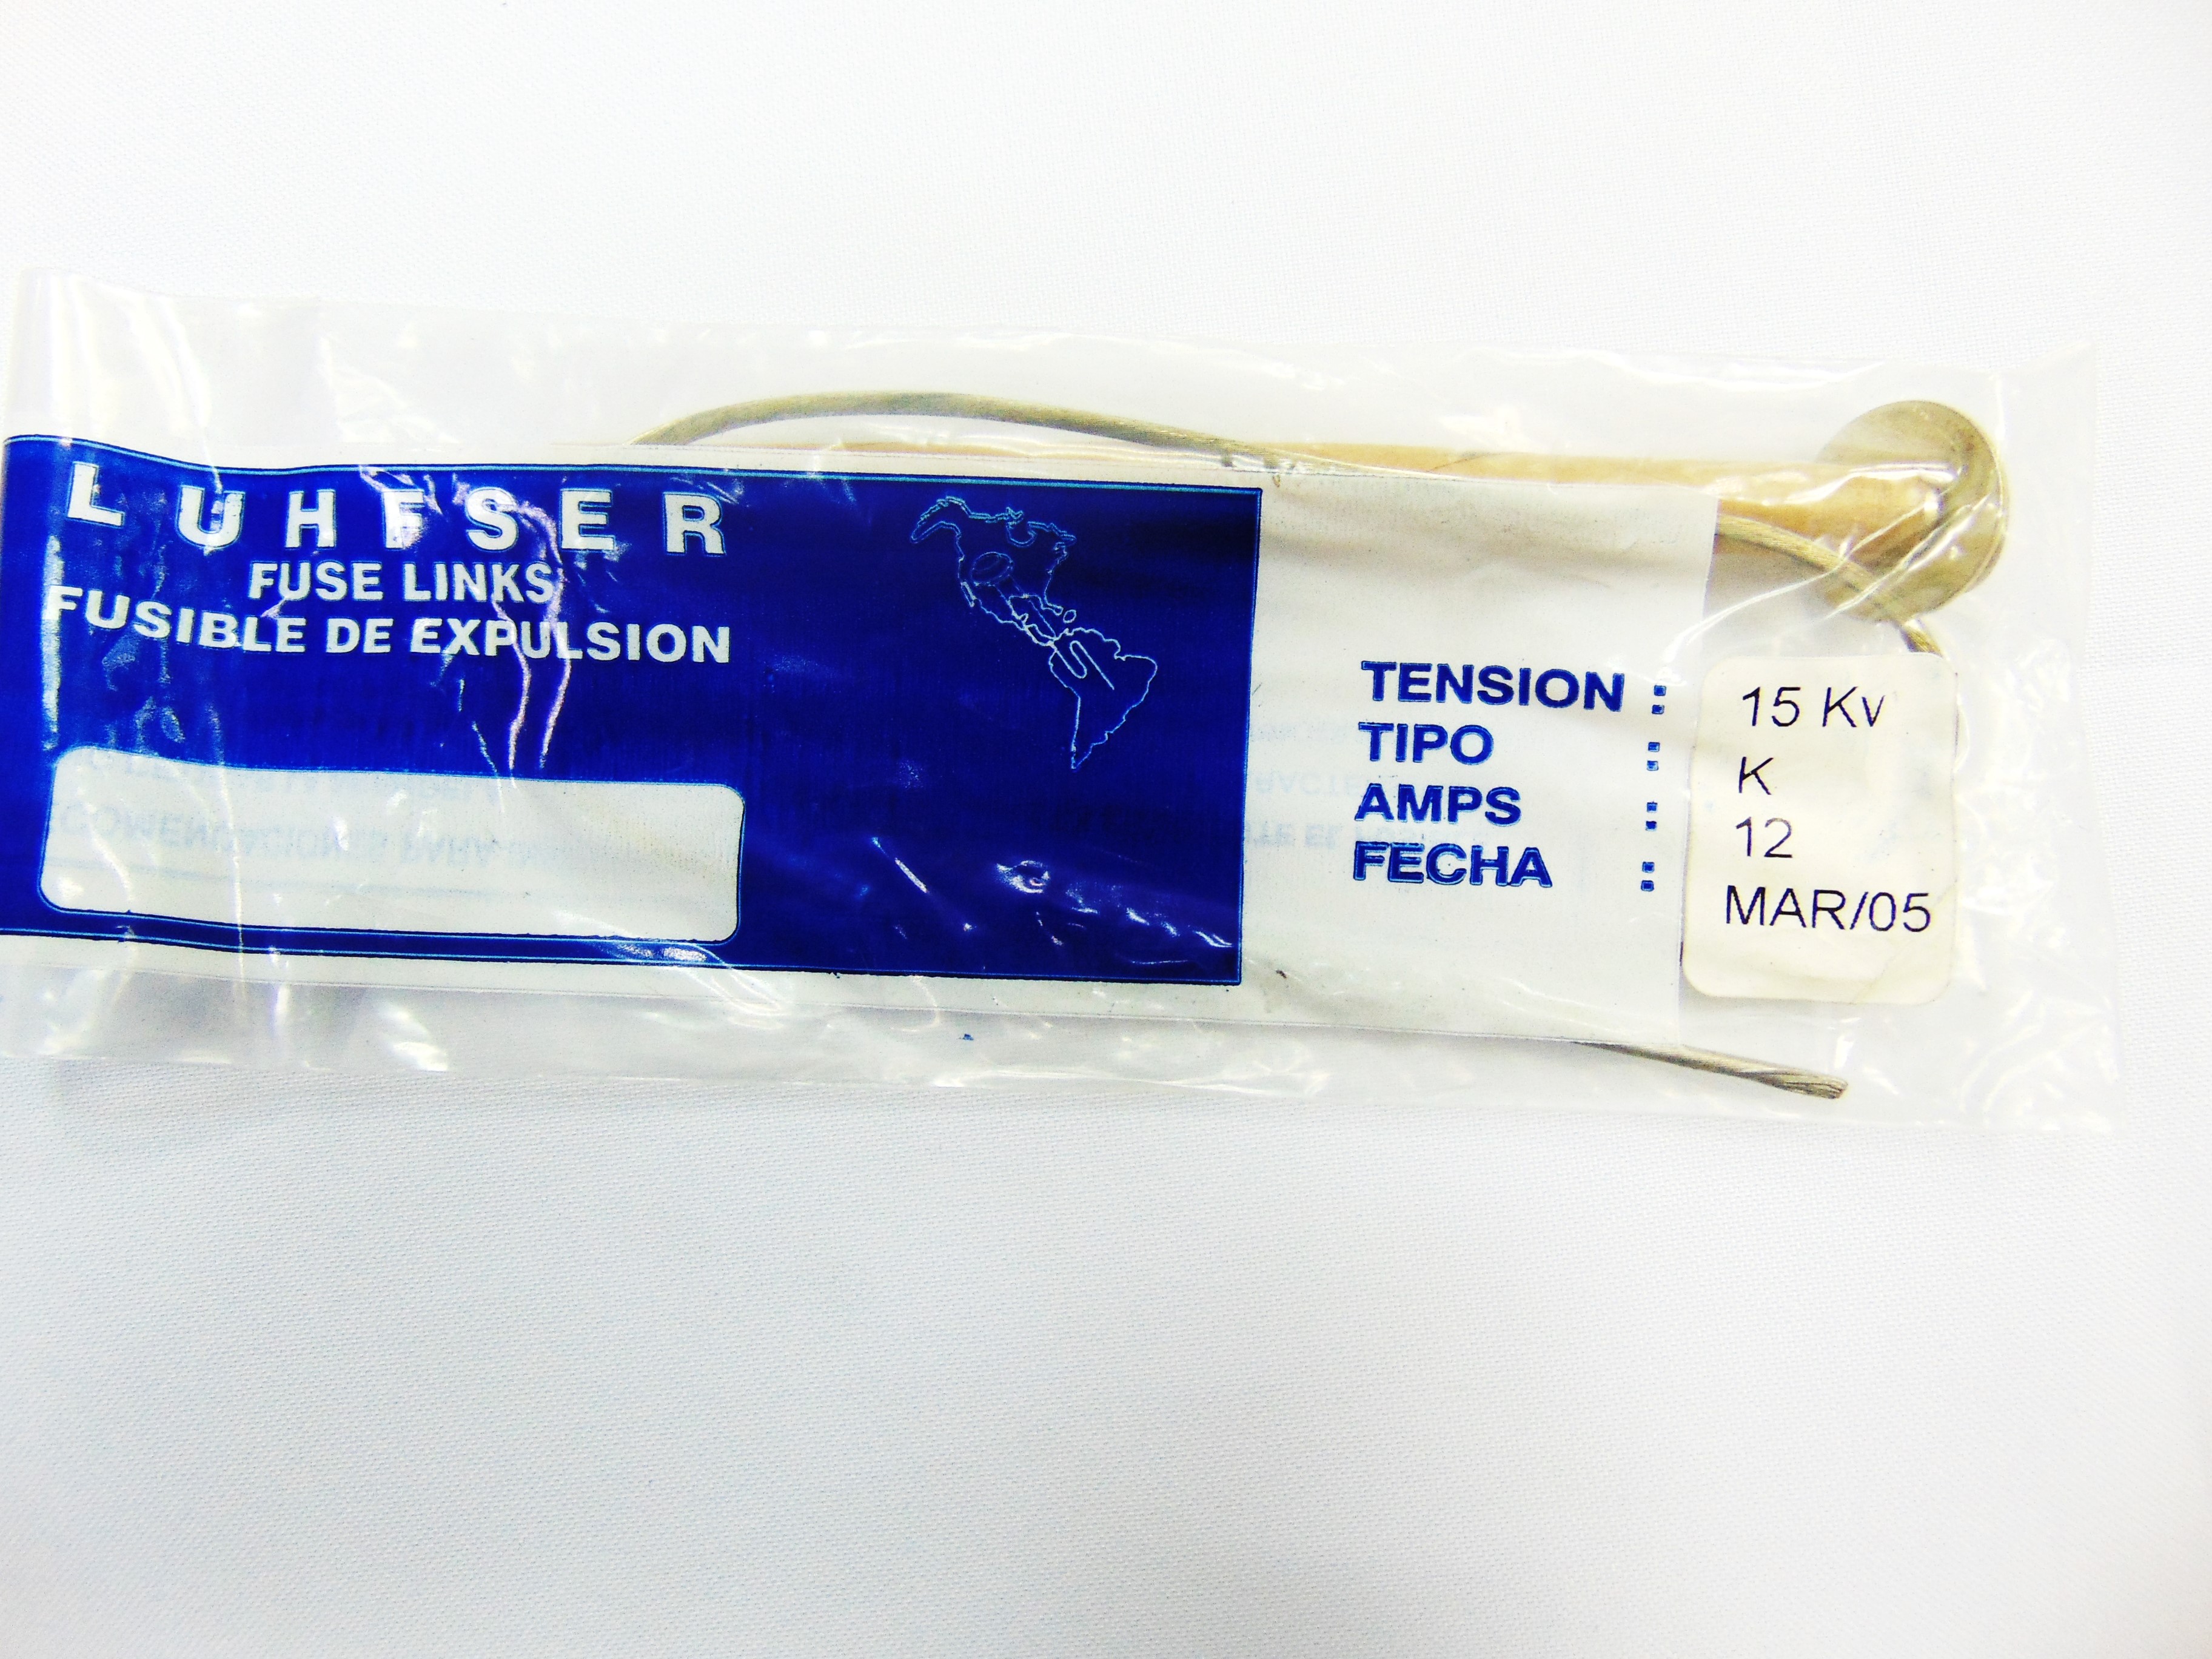 LUHFSER
FUSE LINKS
FUSIBLE DE EXPULSION
TENSION : 15 Kv
TIPO : K
AMPS : 12
FECHA : MAR/05